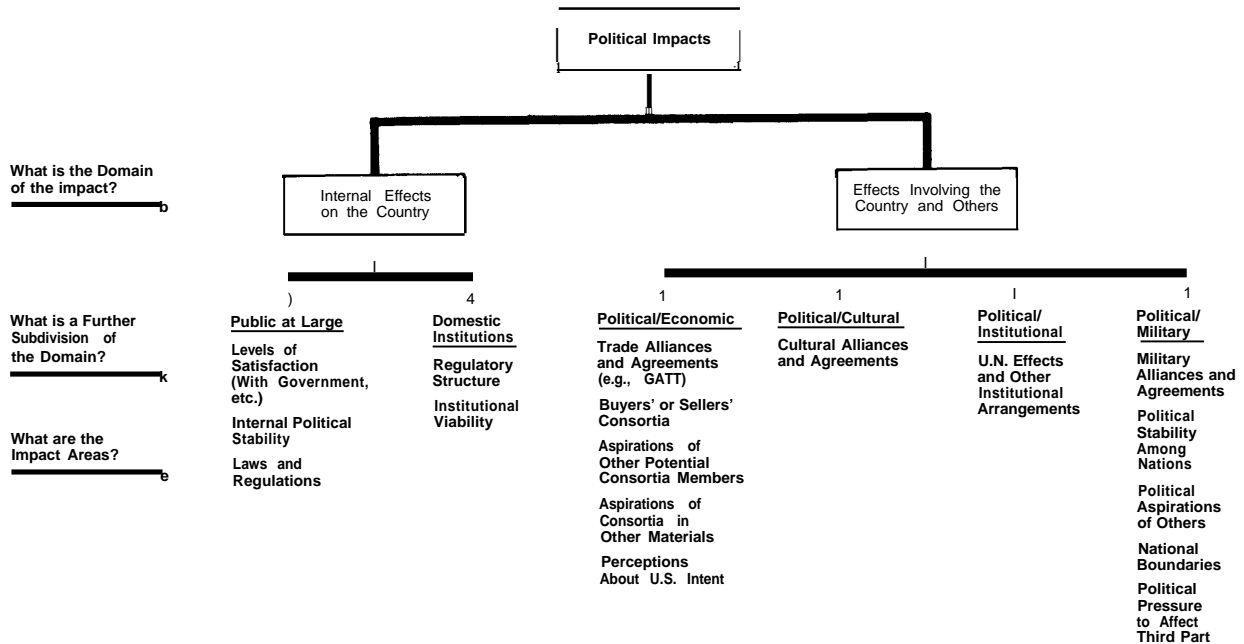 Political Impacts
What is the Domain
of the impact?
Internal Effects
on the Country
Effects Involving the
Country and Others
What is a Further
Subdivision of
the Domain?
Public at Large
Levels of
Satisfaction
(With Government,
etc.)
Internal Political
Stability
Laws and
Regulations
Domestic
Institutions
Regulatory
Structure
Institutional
Viability
Political/Economic
Trade Alliances
and Agreements
(e.g., GATT)
Buyers' or Sellers'
Consortia
Aspirations of
Other Potential
Consortia Members
Aspirations of
Consortia in
Other Materials
Perceptions
About U.S. Intent
Political/Cultural
Cultural Alliances
and Agreements
Political/
Institutional
U.N. Effects
and Other
Institutional
Arrangements
Political/
Military
Military
Alliances and
Agreements
Political
Stability
Among
Nations
Political
Aspirations
of Others
National
Boundaries
Political
Pressure
to Affect
Third Part
What are the
Impact Areas?